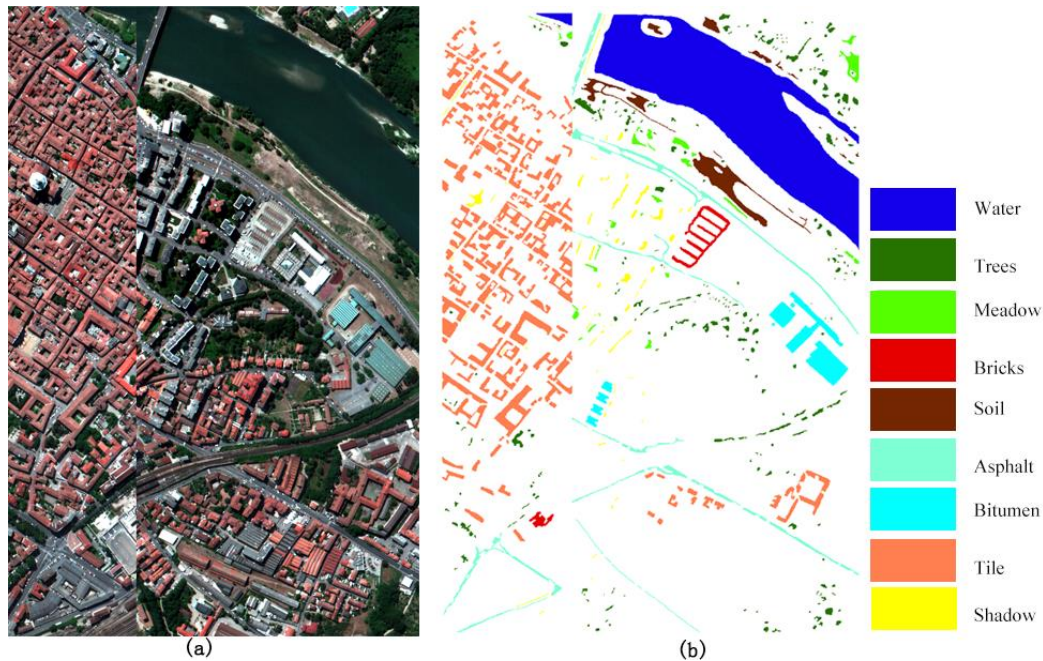 Water
Trees
Meadow
Bricks
Soil
Asphalt
Bitumen
Tile
Shadow
(a)
(b)